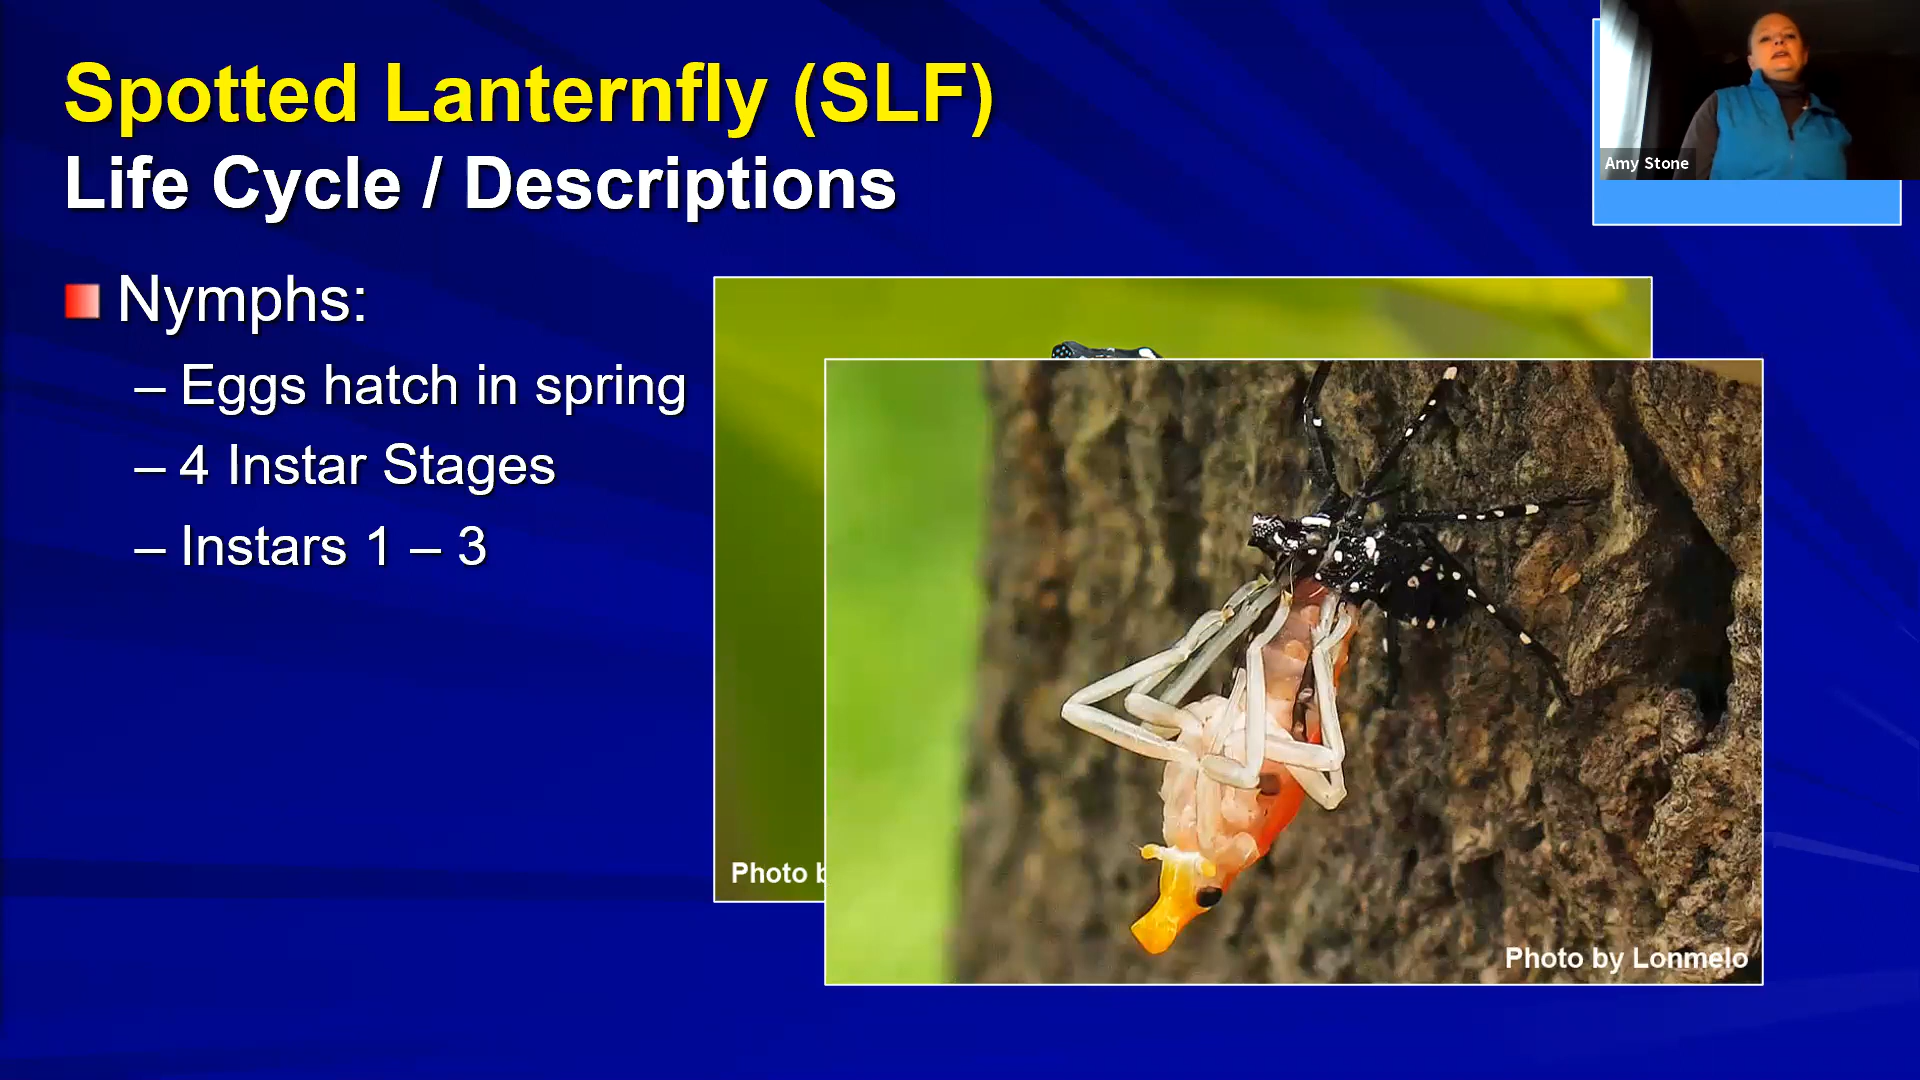 Spotted Lanternfly (SLF)
Life Cycle / Descriptions
Amy Stone
Nymphs:
– Eggs hatch in spring
– 4 Instar Stages
– Instars 1 – 3
Photo
Photo by Lonmelo